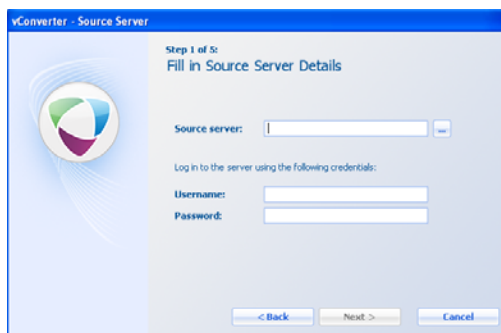 vConverter - Source Server
Step 1 of 5:
Fill in Source Server Details
Source server:
...
Log in to the server using the following credentials:
Username:
Password:
< Back Next > Cancel